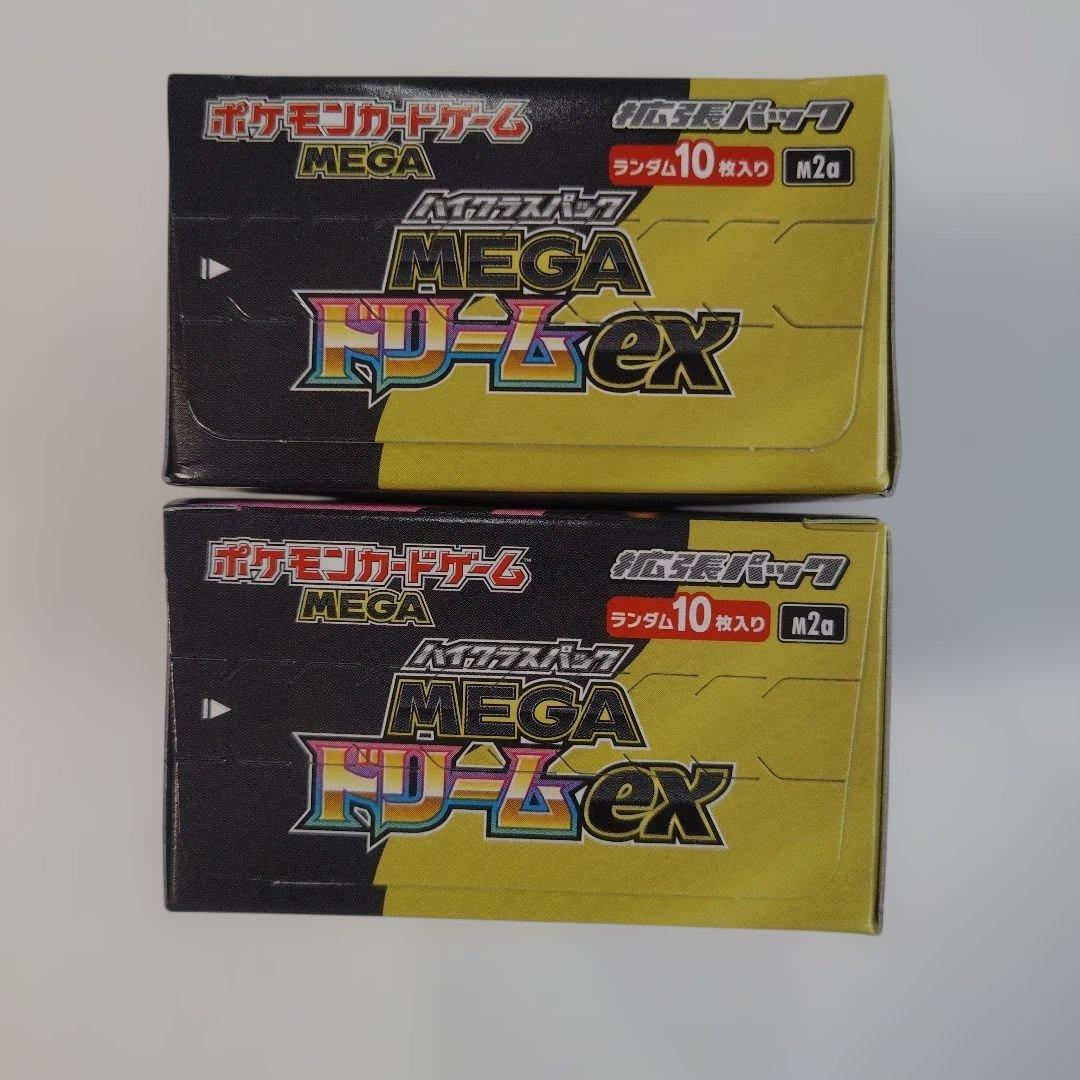 ポケモンカードゲーム
MEGA
拡張パック
ランダム10枚入り
M2a
ハイクラスパック
MEGA
ドリームex
ポケモンカードゲーム™
MEGA
拡張パック
ランダム10枚入り
M2a
ハイクラスパック
MEGA
ドリームex